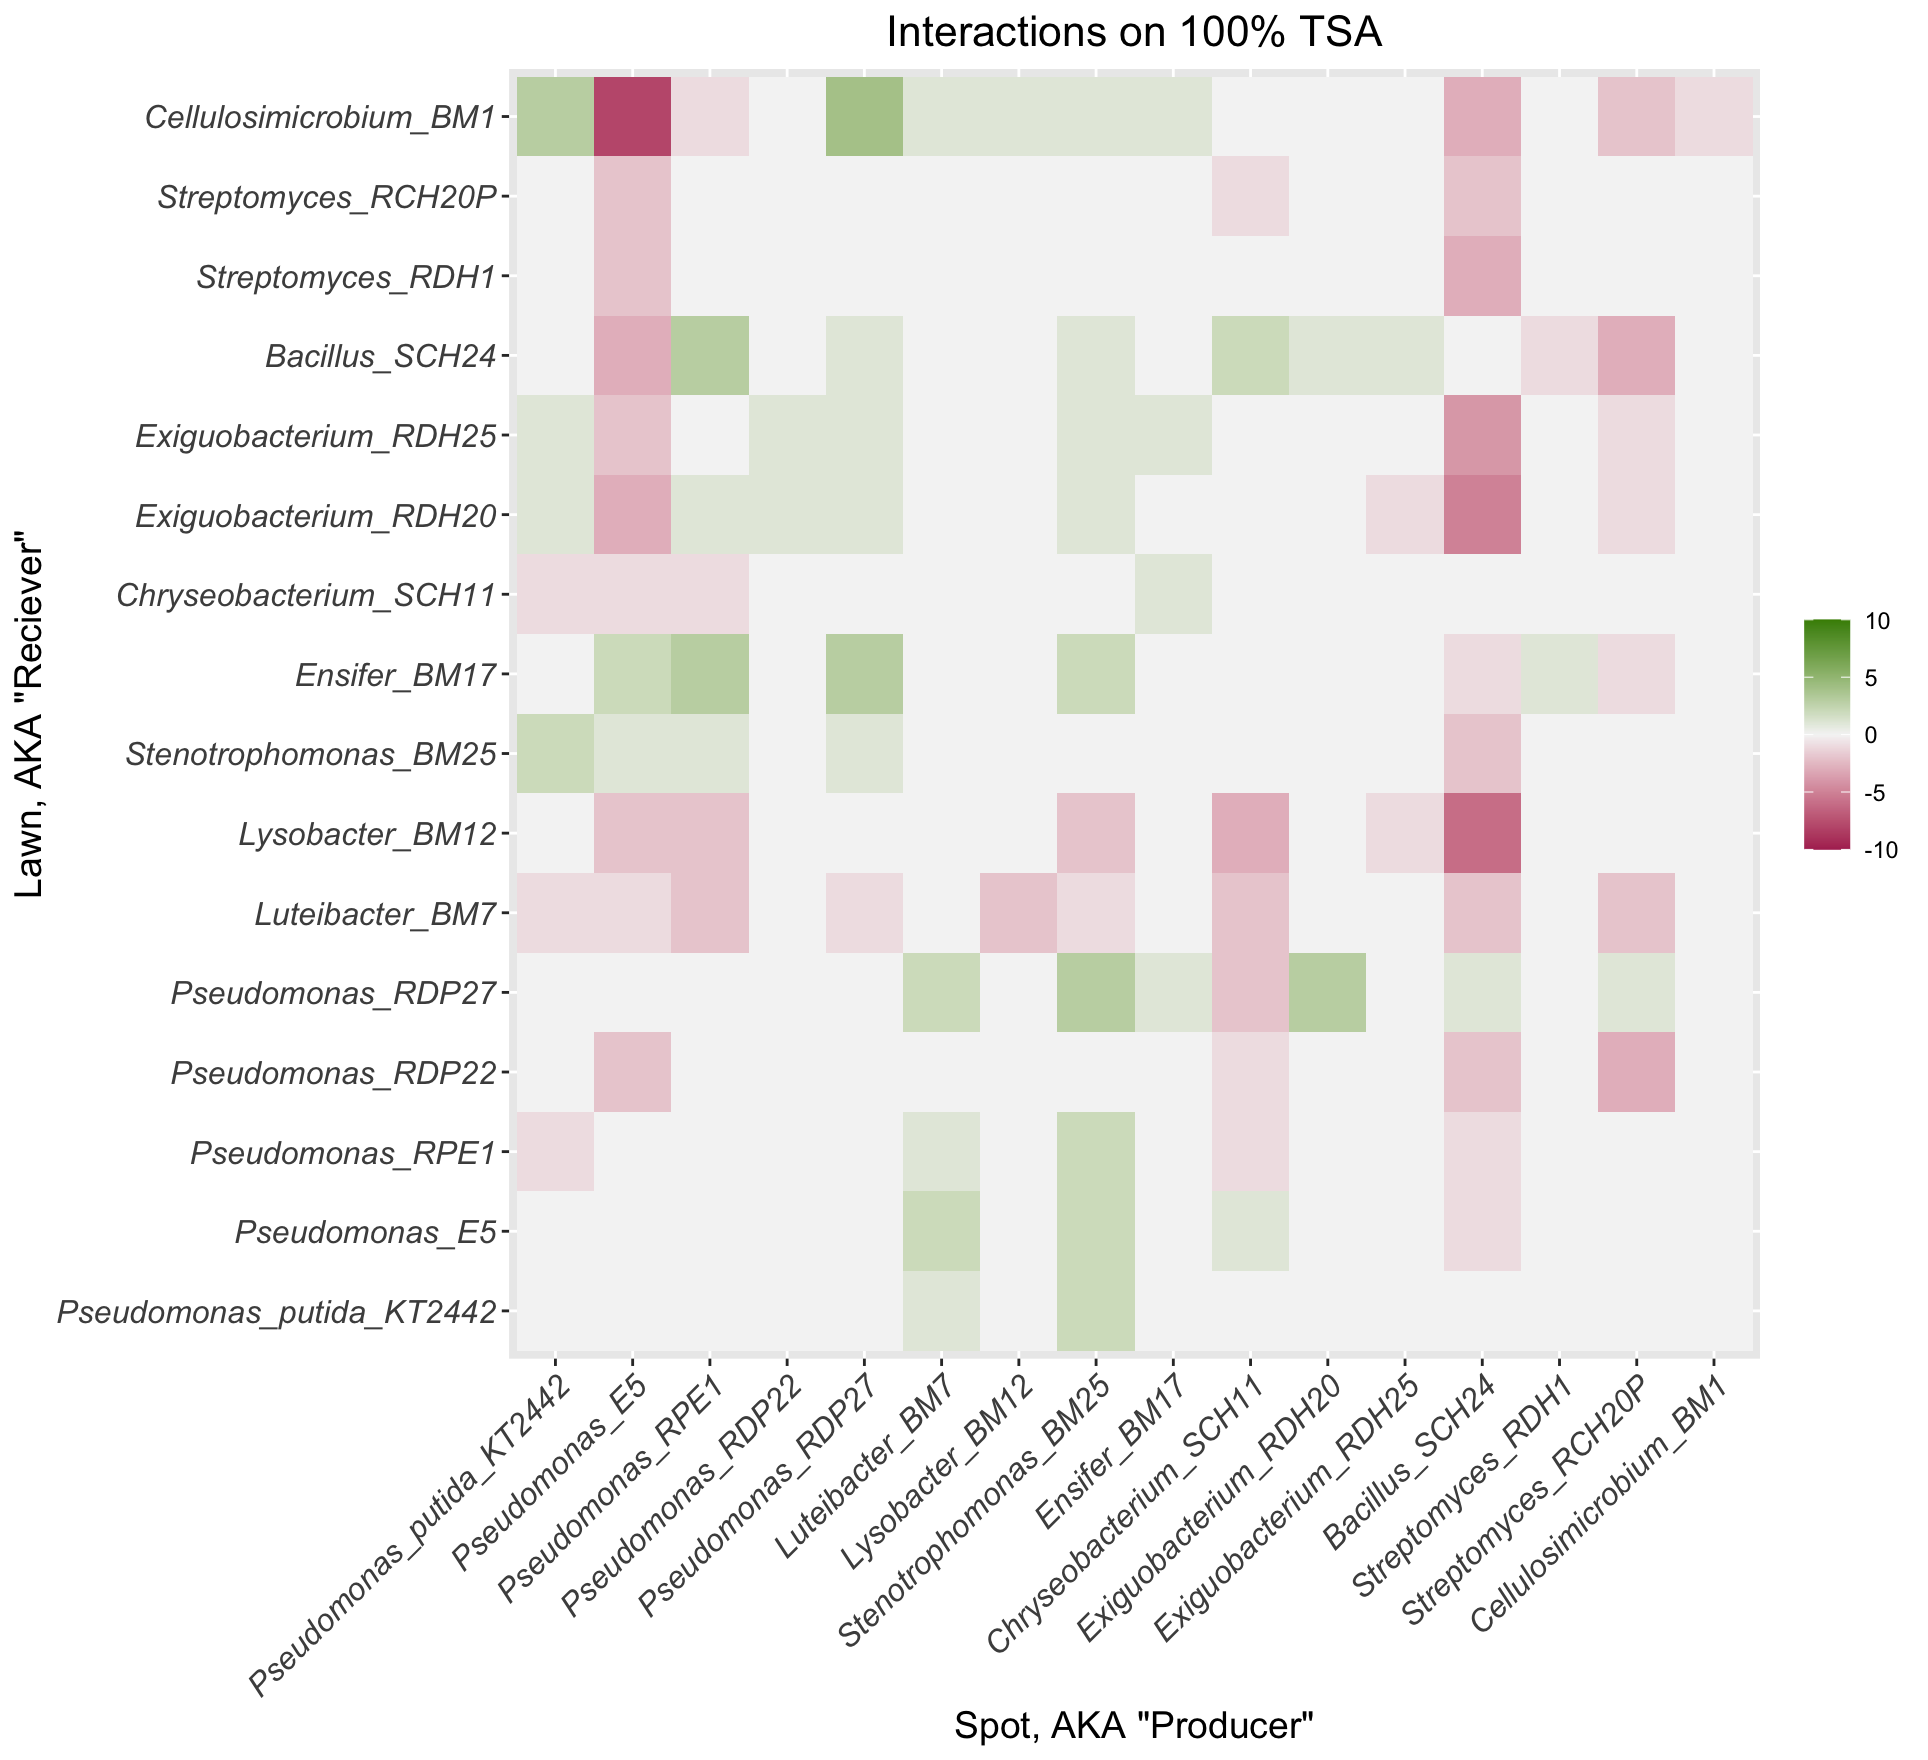 Interactions on 100% TSA
Cellulosimicrobium_BM1
Streptomyces_RCH20P
Streptomyces_RDH1
Bacillus_SCH24
Exiguobacterium_RDH25
Exiguobacterium_RDH20
Chryseobacterium_SCH11
Ensifer_BM17
Stenotrophomonas_BM25
Lysobacter_BM12
Luteibacter_BM7
Pseudomonas_RDP27
Pseudomonas_RDP22
Pseudomonas_RPE1
Pseudomonas_E5
Pseudomonas_putida_KT2442
Lawn, AKA "Reciever"
10
5
0
-5
-10
Pseudomonas_putida_KT2442
Pseudomonas_E5
Pseudomonas_RPE1
Pseudomonas_RDP22
Pseudomonas_RDP27
Luteibacter_BM7
Lysobacter_BM12
Stenotrophomonas_BM25
Ensifer_BM17
Chryseobacterium_SCH11
Exiguobacterium_RDH20
Exiguobacterium_RDH25
Bacillus_SCH24
Streptomyces_RDH1
Streptomyces_RCH20P
Cellulosimicrobium_BM1
Spot, AKA "Producer"